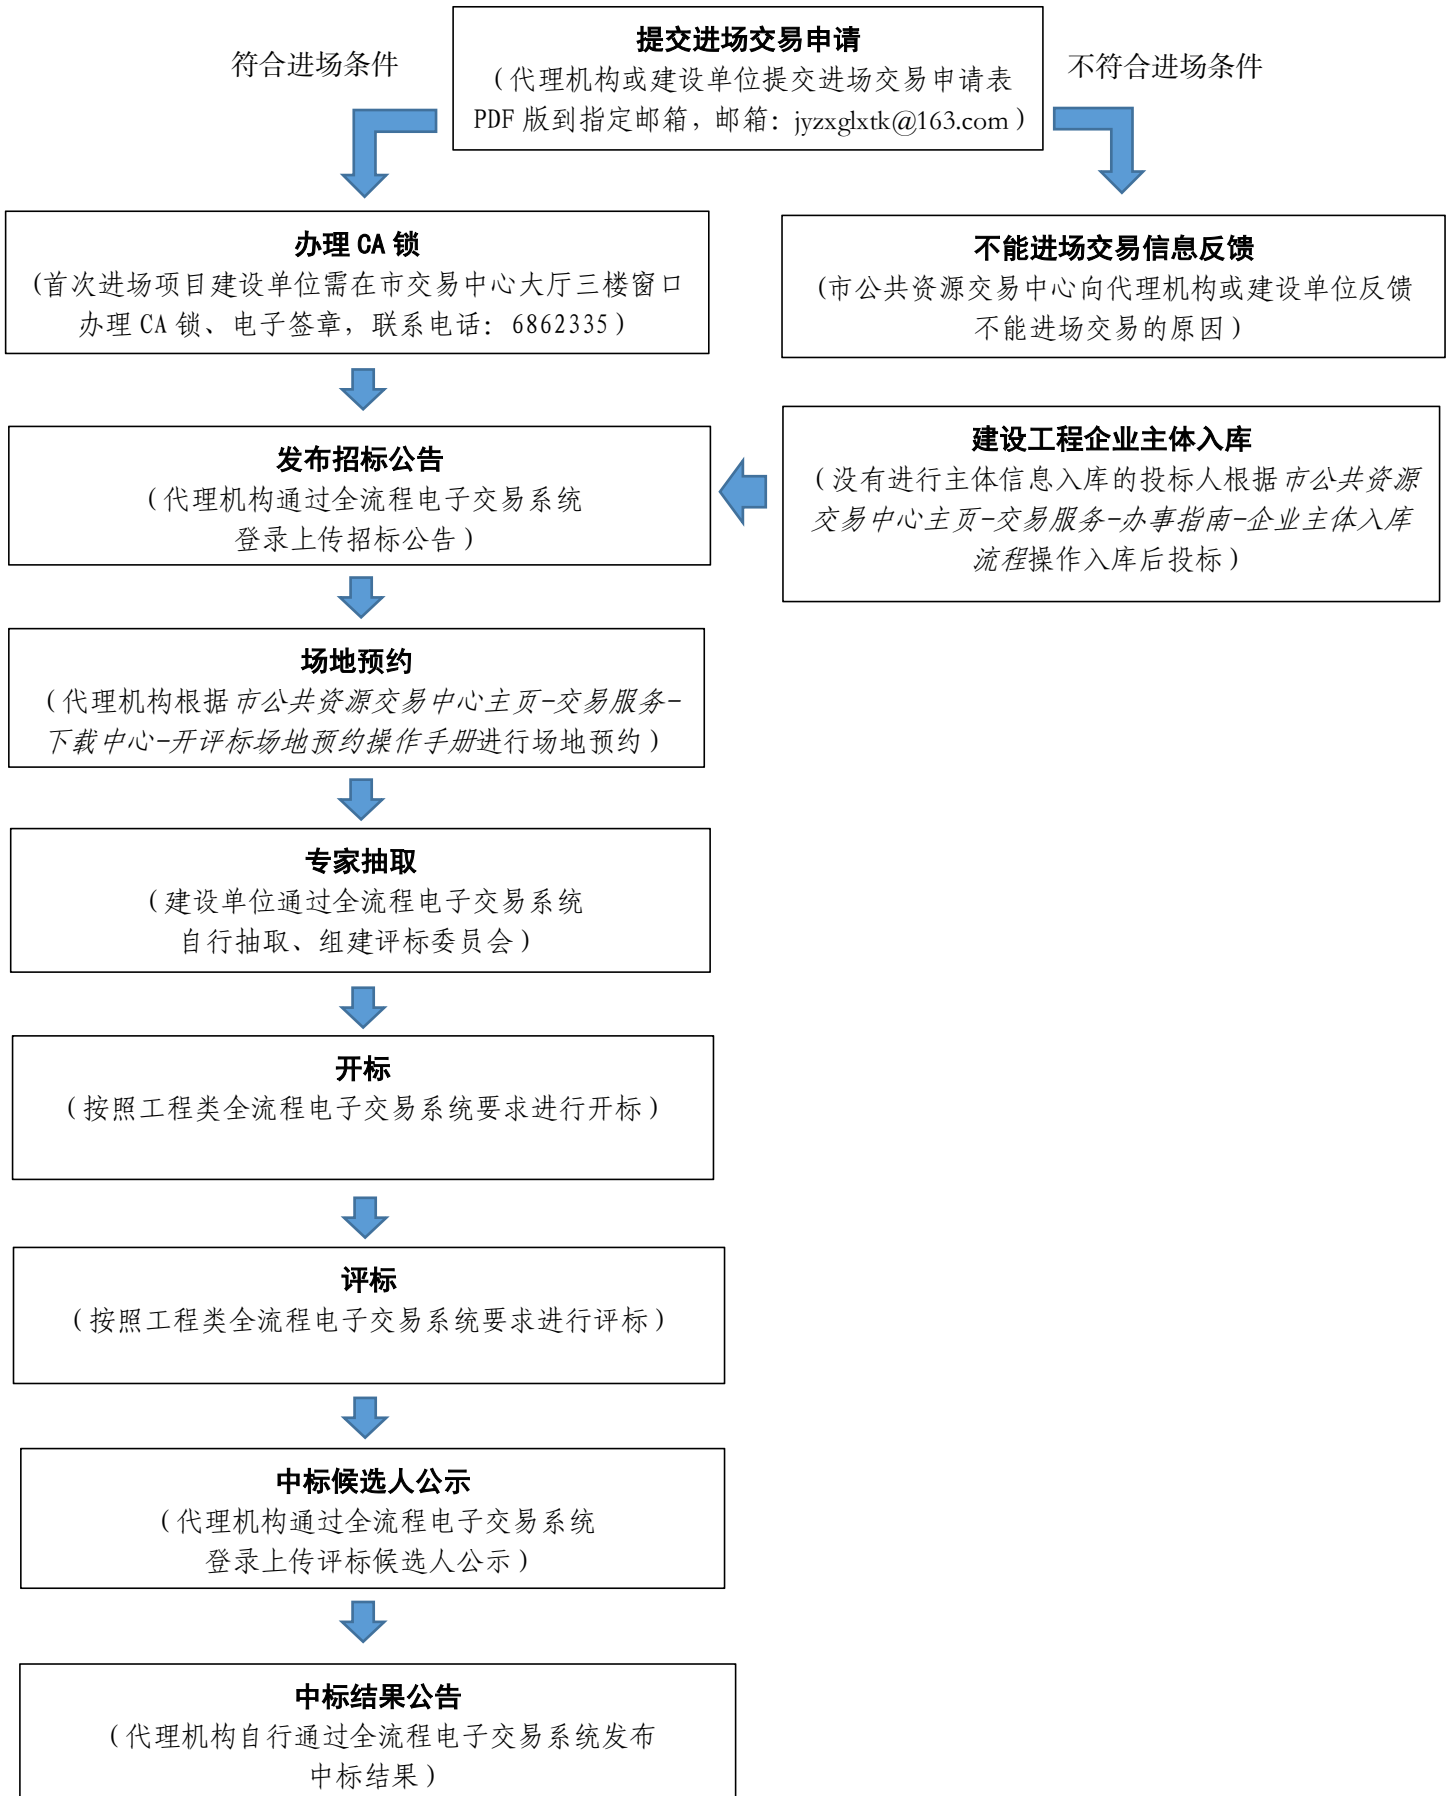 提交进场交易申请
（代理机构或建设单位提交进场交易申请表
PDF 版到指定邮箱，邮箱：jyzxglxtk@163.com）
符合进场条件
不符合进场条件
办理 CA 锁
(首次进场项目建设单位需在市交易中心大厅三楼窗口
办理 CA 锁、电子签章，联系电话：6862335）
不能进场交易信息反馈
(市公共资源交易中心向代理机构或建设单位反馈
不能进场交易的原因）
发布招标公告
（代理机构通过全流程电子交易系统
登录上传招标公告）
建设工程企业主体入库
（没有进行主体信息入库的投标人根据市公共资源
交易中心主页-交易服务-办事指南-企业主体入库
流程操作入库后投标）
场地预约
（代理机构根据市公共资源交易中心主页-交易服务-
下载中心-开评标场地预约操作手册进行场地预约）
专家抽取
（建设单位通过全流程电子交易系统
自行抽取、组建评标委员会）
开标
（按照工程类全流程电子交易系统要求进行开标）
评标
（按照工程类全流程电子交易系统要求进行评标）
中标候选人公示
（代理机构通过全流程电子交易系统
登录上传评标候选人公示）
中标结果公告
（代理机构自行通过全流程电子交易系统发布
中标结果）